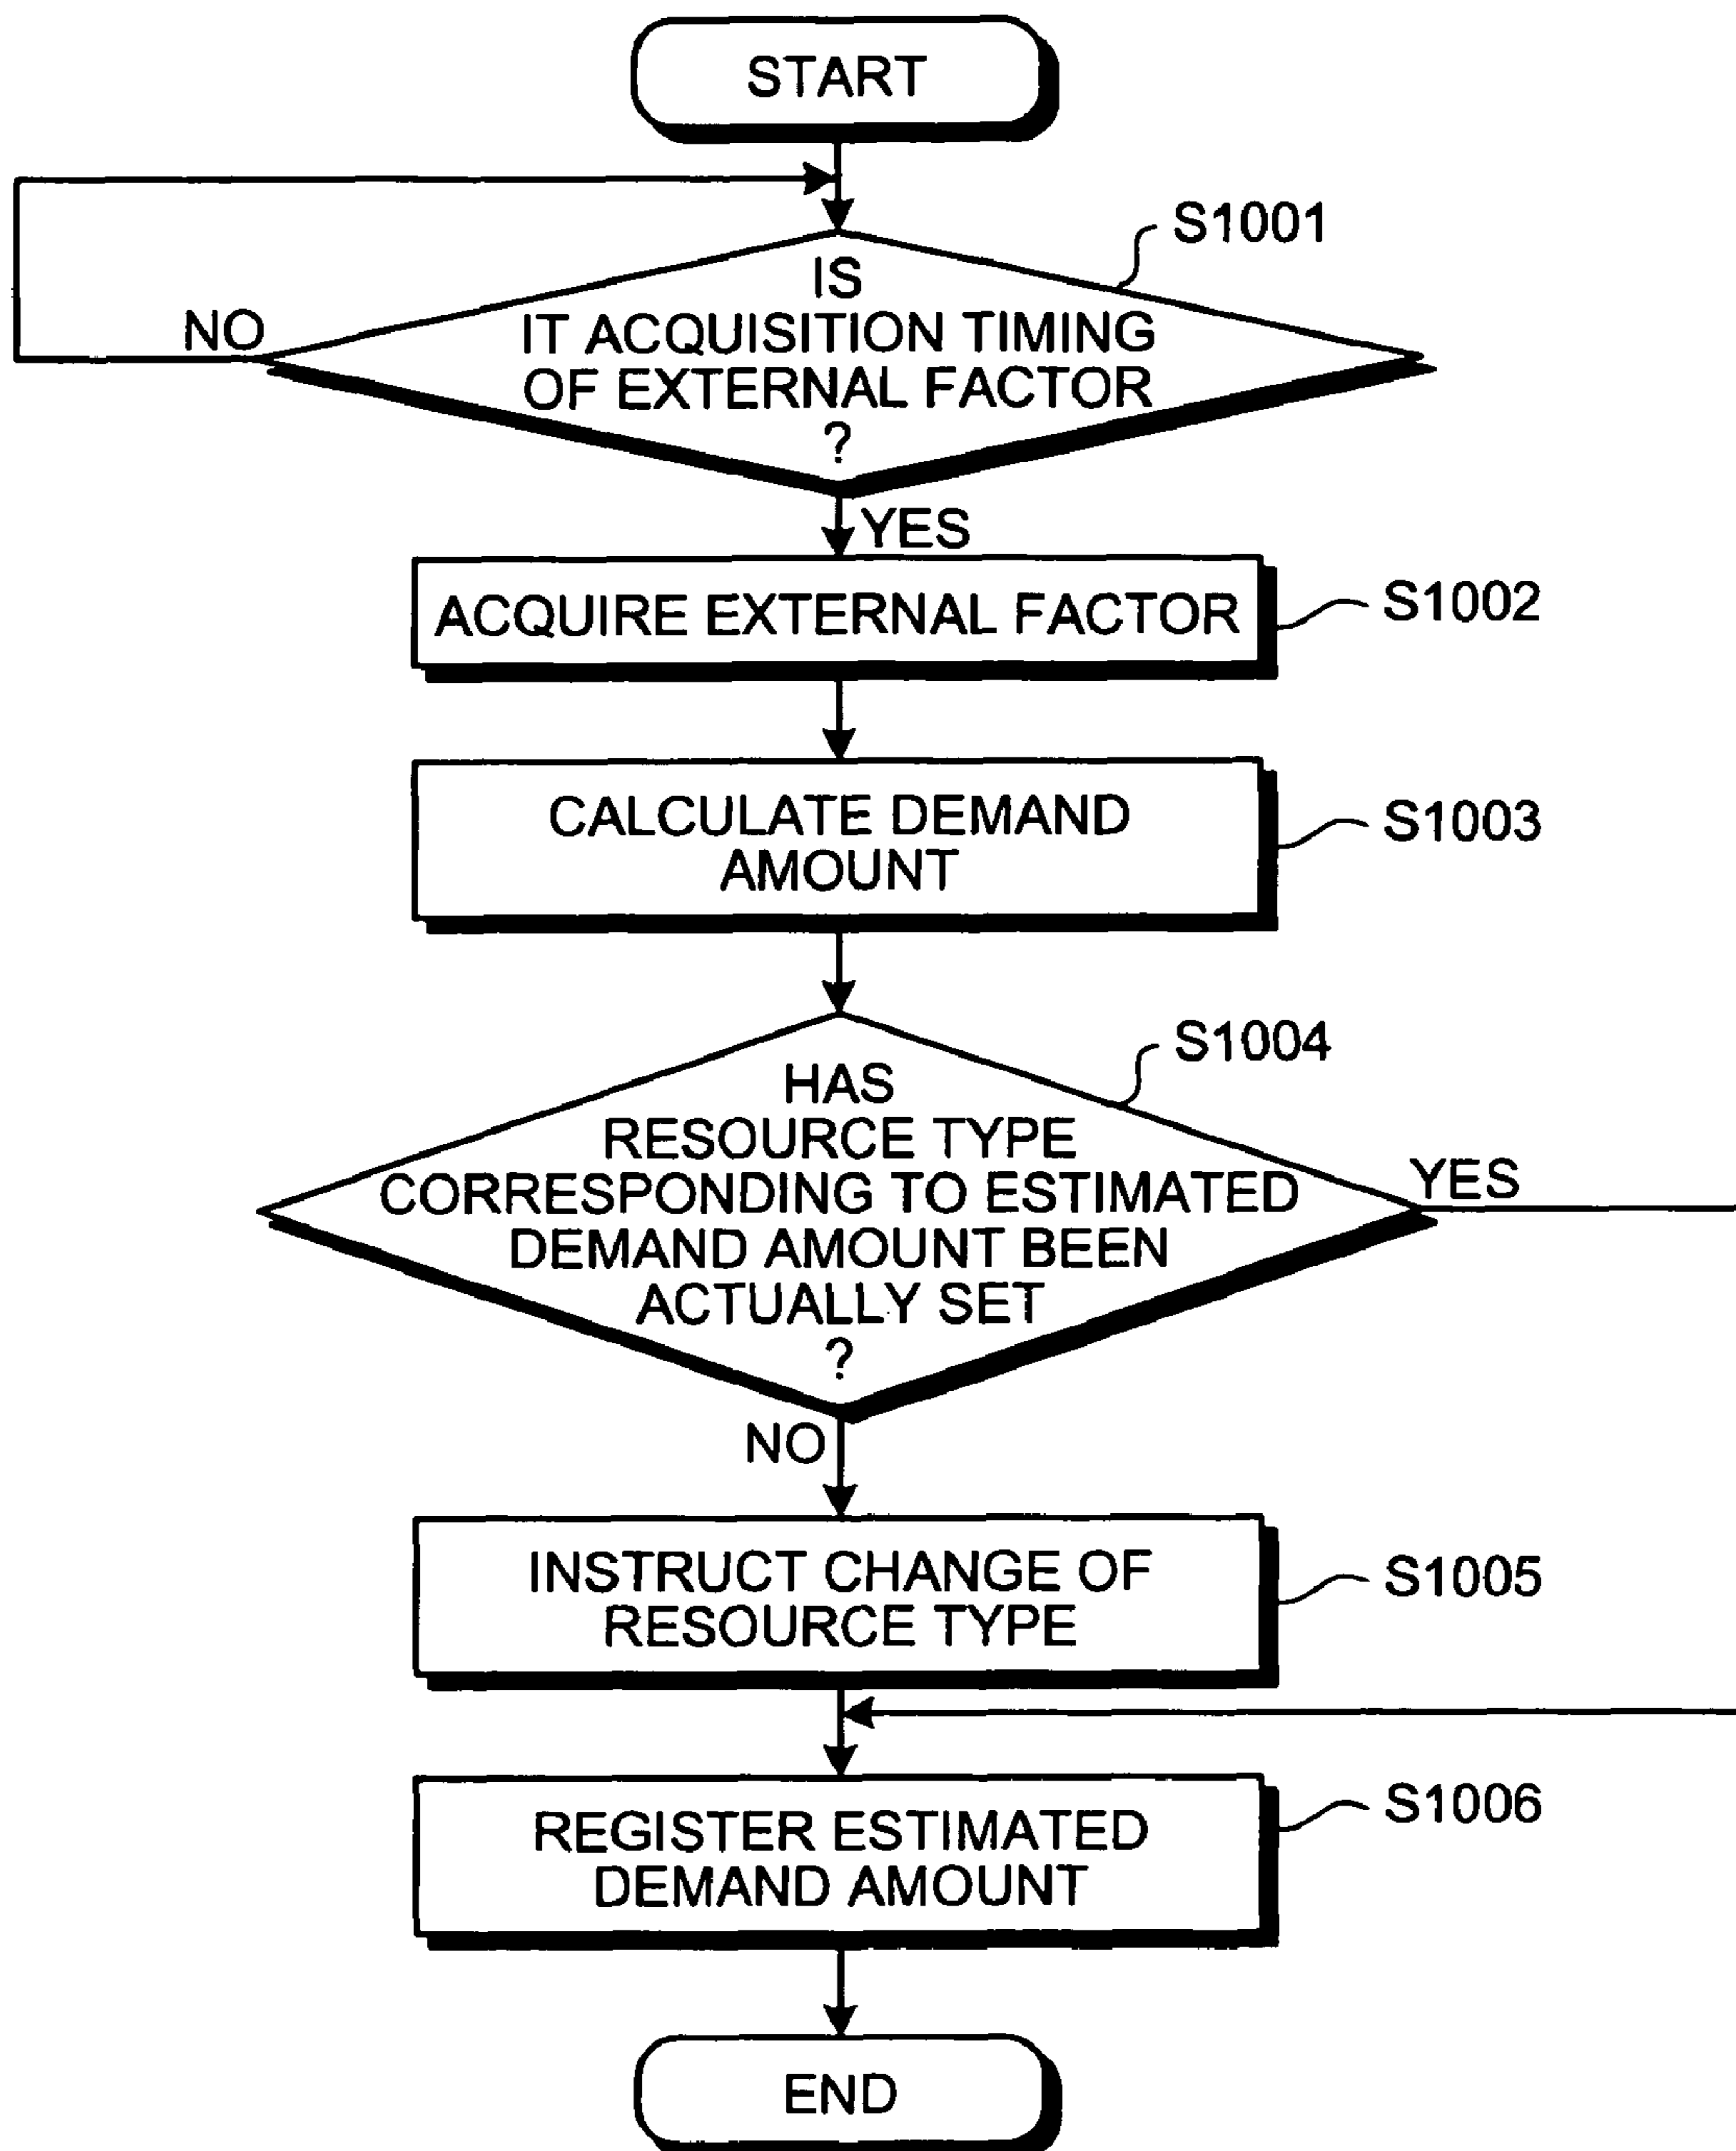 START
S1001
IS
IT ACQUISITION TIMING
OF EXTERNAL FACTOR
?
NO
YES
ACQUIRE EXTERNAL FACTOR
S1002
CALCULATE DEMAND
AMOUNT
S1003
S1004
HAS
RESOURCE TYPE
CORRESPONDING TO ESTIMATED
DEMAND AMOUNT BEEN
ACTUALLY SET
?
YES
NO
INSTRUCT CHANGE OF
RESOURCE TYPE
S1005
REGISTER ESTIMATED
DEMAND AMOUNT
S1006
END